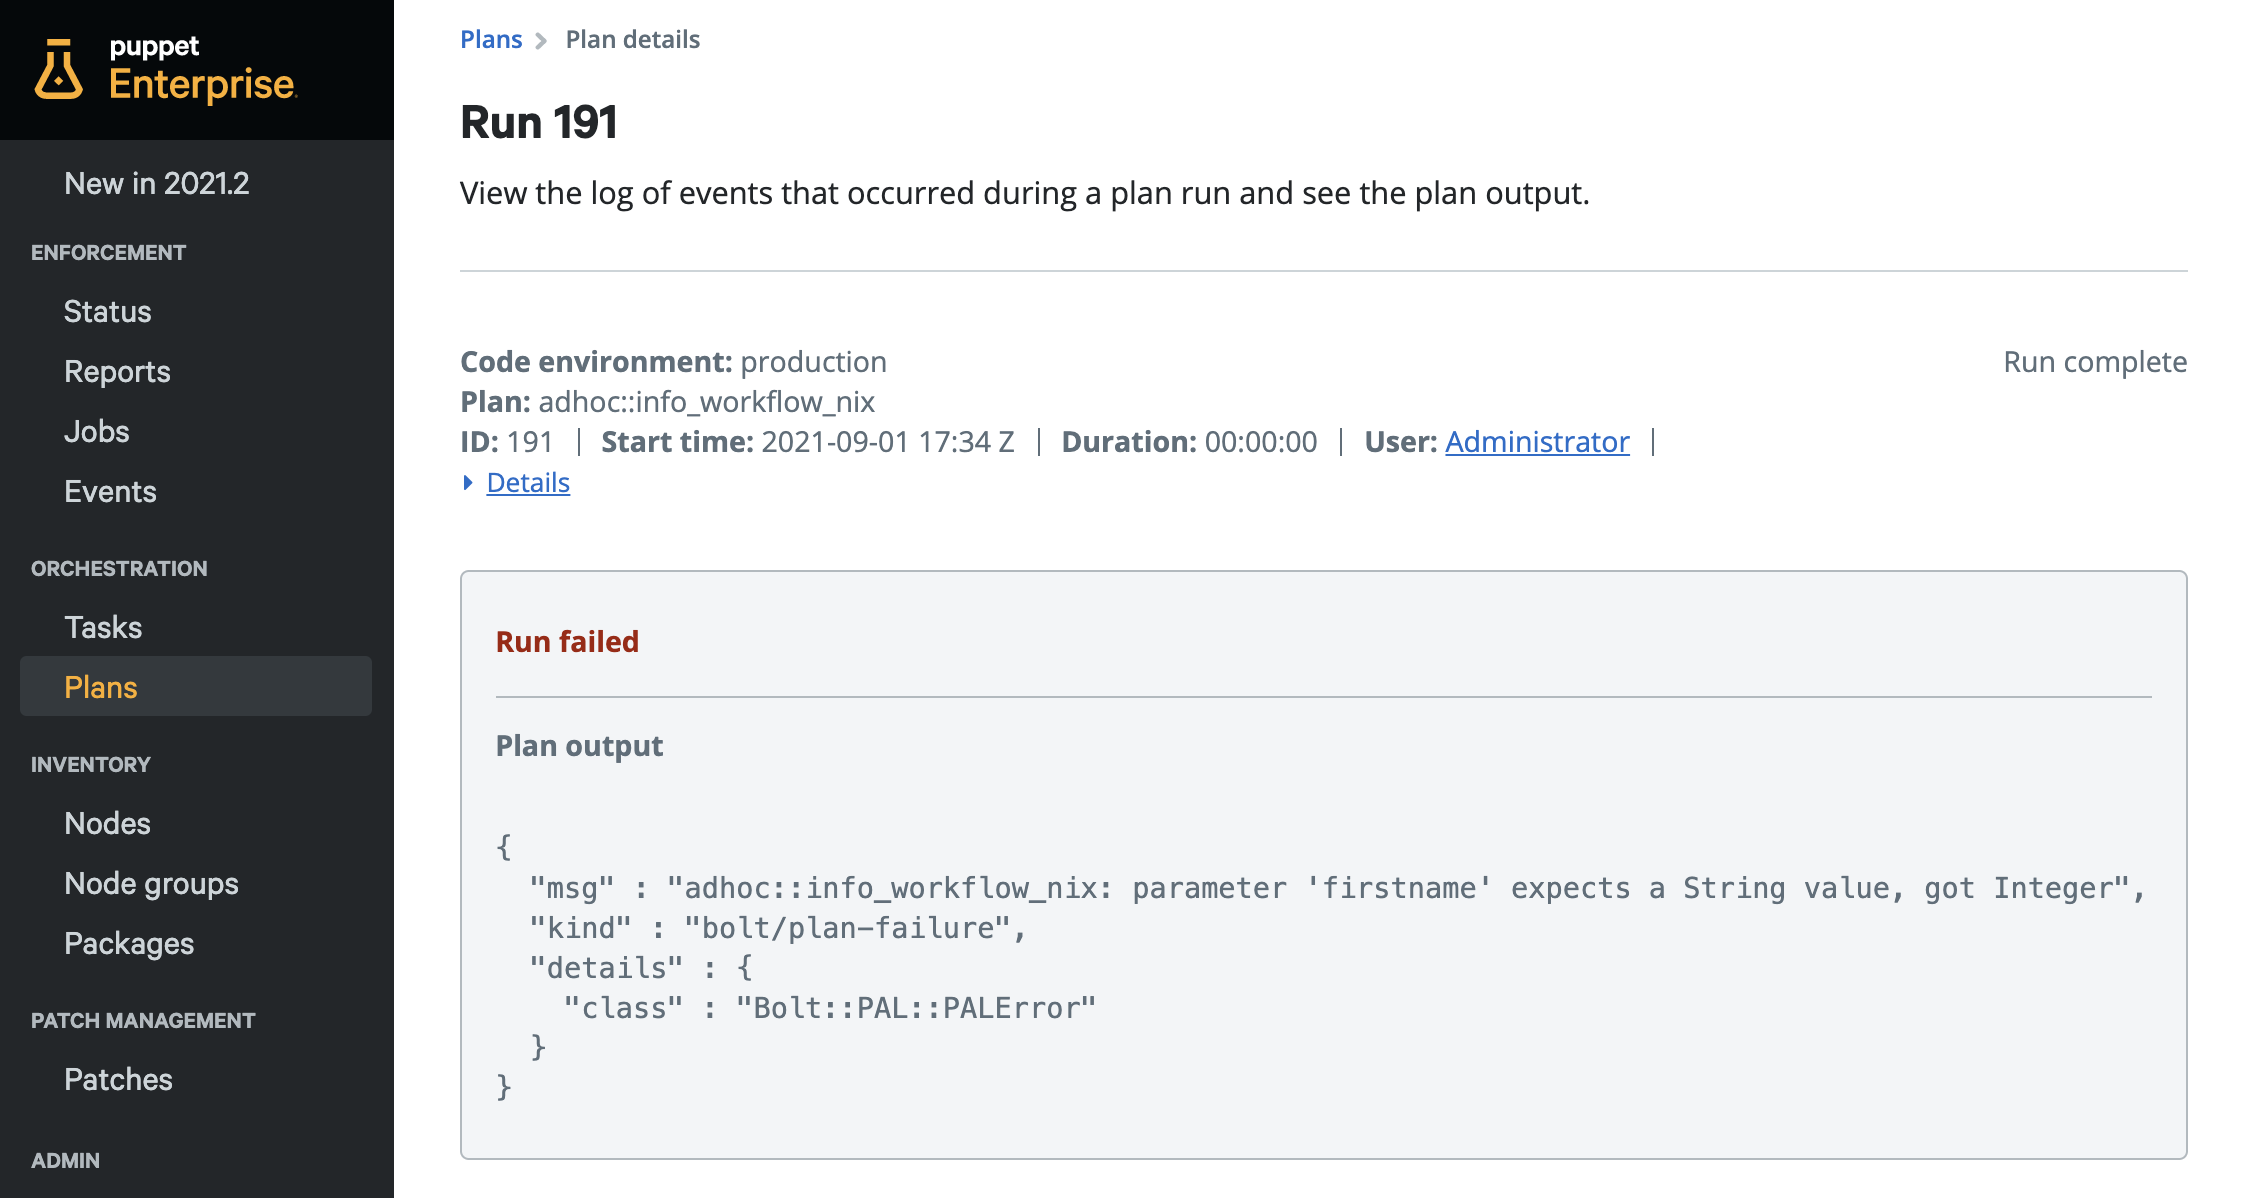 puppet
Enterprise
New in 2021.2
ENFORCEMENT
Status
Reports
Jobs
Events
ORCHESTRATION
Tasks
Plans
INVENTORY
Nodes
Node groups
Packages
PATCH MANAGEMENT
Patches
ADMIN
Plans > Plan details
Run 191
View the log of events that occurred during a plan run and see the plan output.
Code environment: production
Run complete
Plan: adhoc::info_workflow_nix
ID: 191 | Start time: 2021-09-01 17:34 Z | Duration: 00:00:00 | User: Administrator |
Details
Run failed
Plan output
{
  "msg" : "adhoc::info_workflow_nix: parameter 'firstname' expects a String value, got Integer",
  "kind" : "bolt/plan-failure",
  "details" : {
    "class" : "Bolt::PAL::PALError"
  }
}